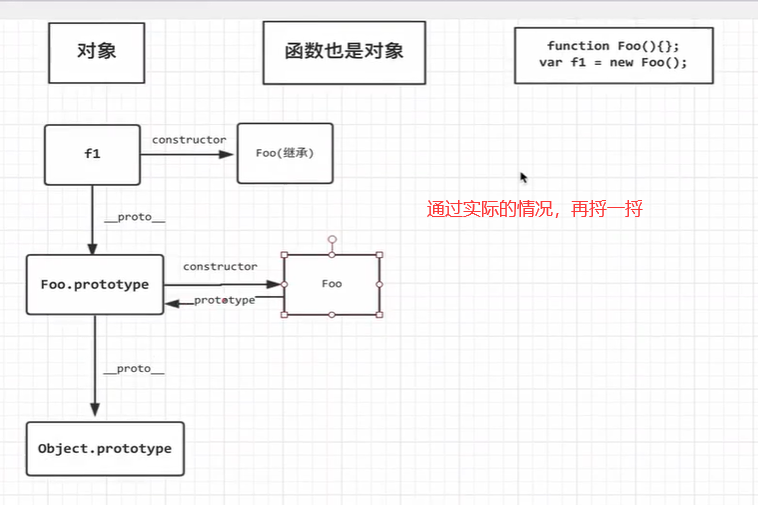 对象
函数也是对象
function Foo(){};
var f1 = new Foo();
f1
constructor
Foo(继承)
__proto__
通过实际的情况，再捋一捋
Foo.prototype
constructor
prototype
Foo
__proto__
Object.prototype